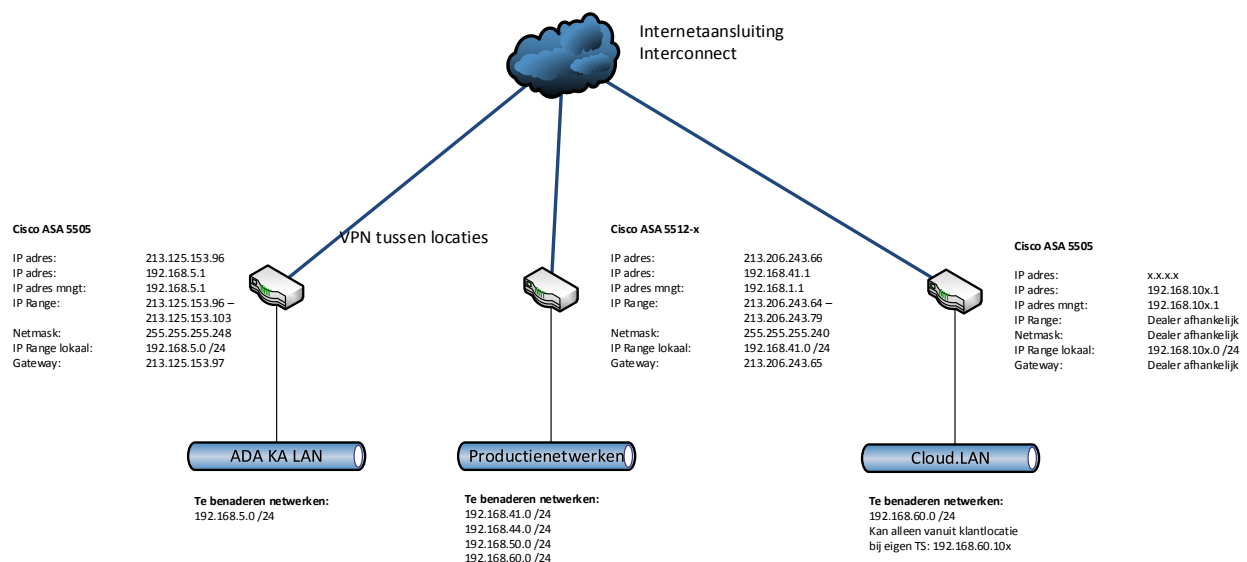 Internetaansluiting
Interconnect
VPN tussen locaties
Cisco ASA 5505
IP adres: 213.125.153.96
IP adres: 192.168.5.1
IP adres mngt: 192.168.5.1
IP Range: 213.125.153.96 –
213.125.153.103
Netmask: 255.255.255.248
IP Range lokaal: 192.168.5.0 /24
Gateway: 213.125.153.97
Cisco ASA 5512-x
IP adres: 213.206.243.66
IP adres: 192.168.41.1
IP adres mngt: 192.168.1.1
IP Range: 213.206.243.64 –
213.206.243.79
Netmask: 255.255.255.240
IP Range lokaal: 192.168.41.0 /24
Gateway: 213.206.243.65
Cisco ASA 5505
IP adres: x.x.x.x
IP adres: 192.168.10x.1
IP adres mngt: 192.168.10x.1
IP Range: Dealer afhankelijk
Netmask: Dealer afhankelijk
IP Range lokaal: 192.168.10x.0 /24
Gateway: Dealer afhankelijk
ADA KA LAN
Te benaderen netwerken:
192.168.5.0 /24
Productienetwerken
Te benaderen netwerken:
192.168.41.0 /24
192.168.44.0 /24
192.168.50.0 /24
192.168.60.0 /24
Cloud.LAN
Te benaderen netwerken:
192.168.60.0 /24
Kan alleen vanuit klantlocatie
bij eigen TS: 192.168.60.10x